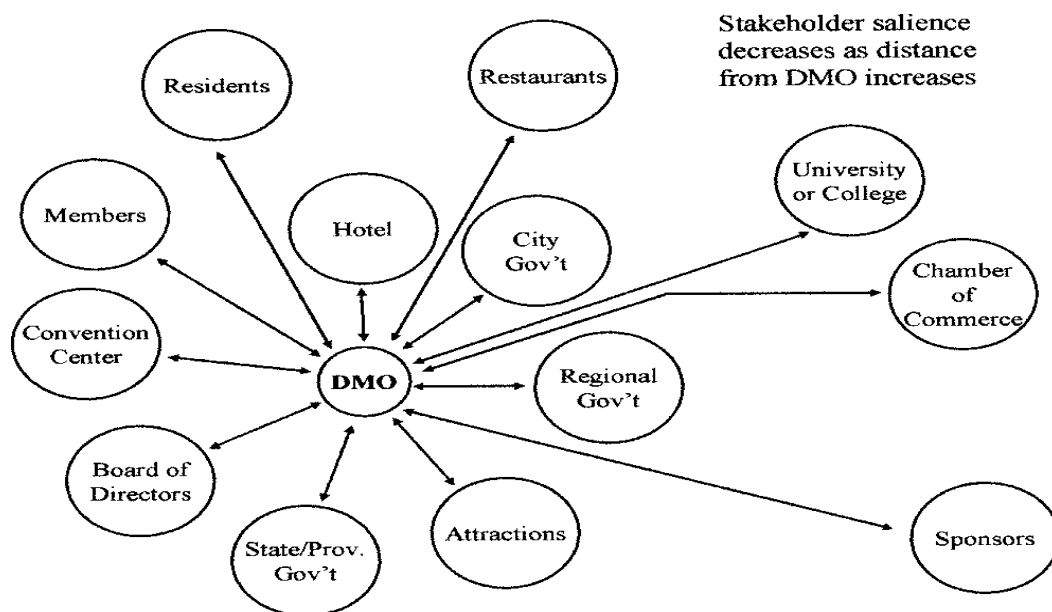 Stakeholder salience
decreases as distance
from DMO increases
Residents
Restaurants
University
or College
Members
Hotel
City
Gov't
Chamber
of
Commerce
Convention
Center
DMO
Regional
Gov't
Board of
Directors
State/Prov.
Gov't
Attractions
Sponsors